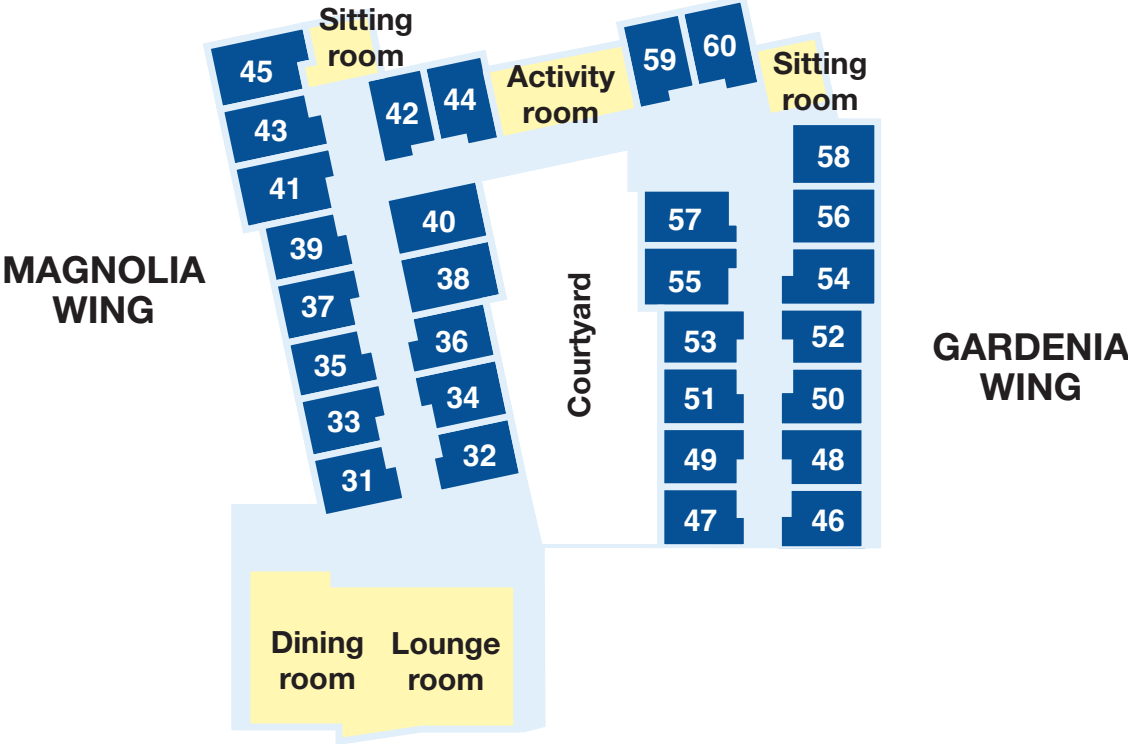 Sitting
room
45
42
44
Activity
room
59
60
Sitting
room
43
41
40
39
38
37
36
35
34
33
32
31
MAGNOLIA
WING
Courtyard
58
57
56
55
54
53
52
51
50
49
48
47
46
GARDENIA
WING
Dining
room
Lounge
room